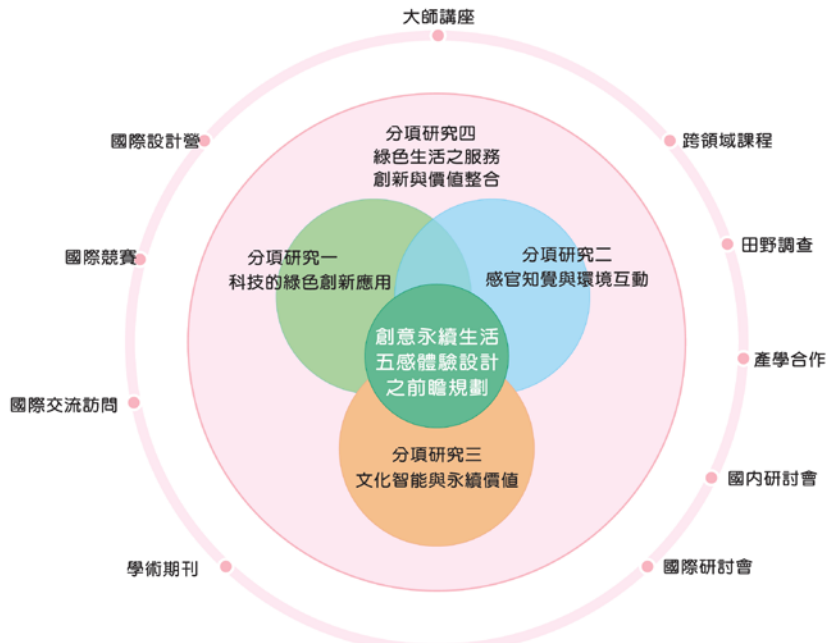 大師講座
國際設計營
跨領域課程
分項研究四
綠色生活之服務
創新與價值整合
國際競賽
田野調查
分項研究一
科技的綠色創新應用
分項研究二
感官知覺與環境互動
創意永續生活
五感體驗設計
之前瞻規劃
產學合作
國際交流訪問
分項研究三
文化智能與永續價值
國內研討會
學術期刊
國際研討會